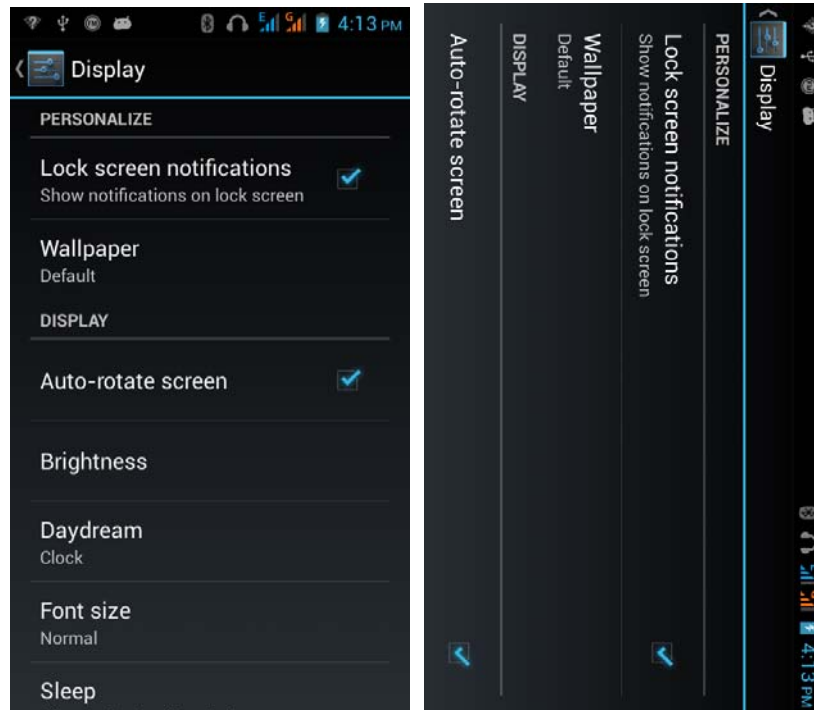 E G 4:13 PM
Display
PERSONALIZE
Lock screen notifications
Show notifications on lock screen
Wallpaper
Default
DISPLAY
Auto-rotate screen
Brightness
Daydream
Clock
Font size
Normal
Sleep
4:13 PM
Display
PERSONALIZE
Lock screen notifications
Show notifications on lock screen
Wallpaper
Default
DISPLAY
Auto-rotate screen